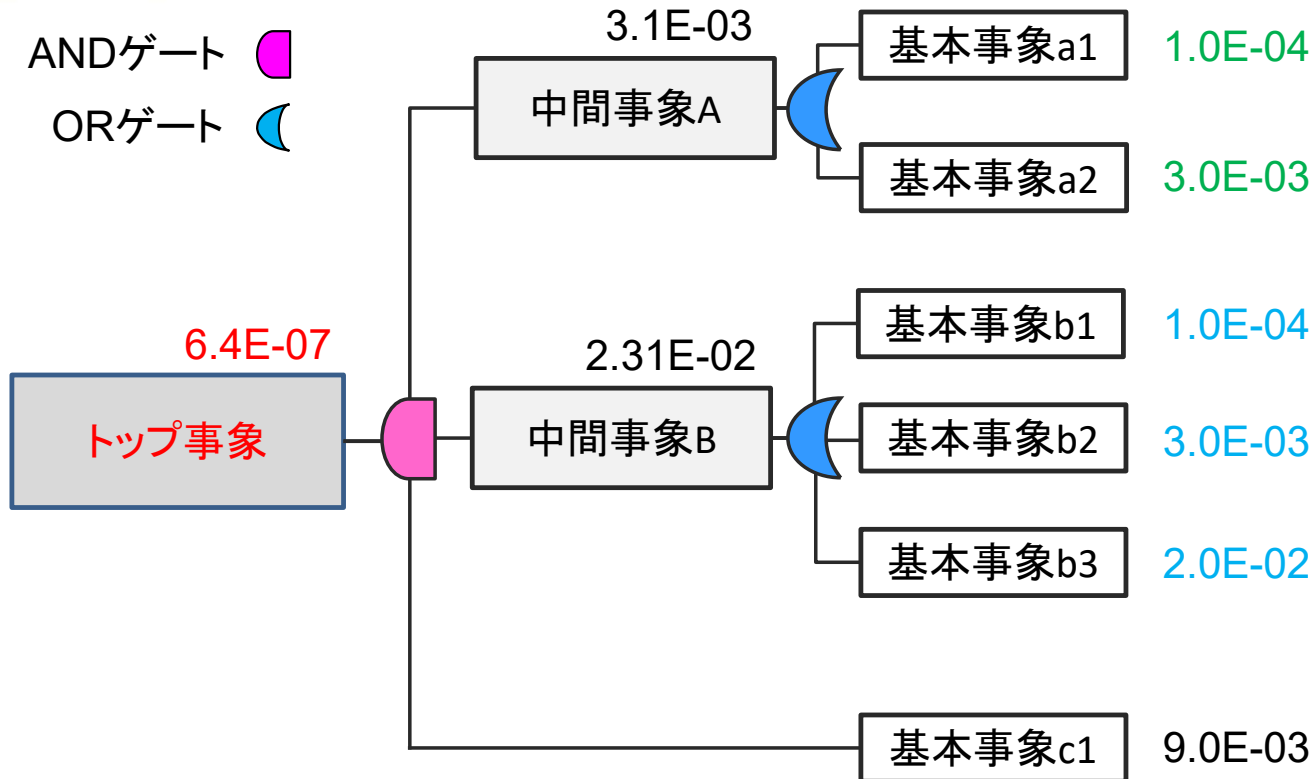 ANDゲート
ORゲート
3.1E-03
中間事象A
基本事象a1
1.0E-04
基本事象a2
3.0E-03
6.4E-07
トップ事象
2.31E-02
中間事象B
基本事象b1
1.0E-04
基本事象b2
3.0E-03
基本事象b3
2.0E-02
基本事象c1
9.0E-03